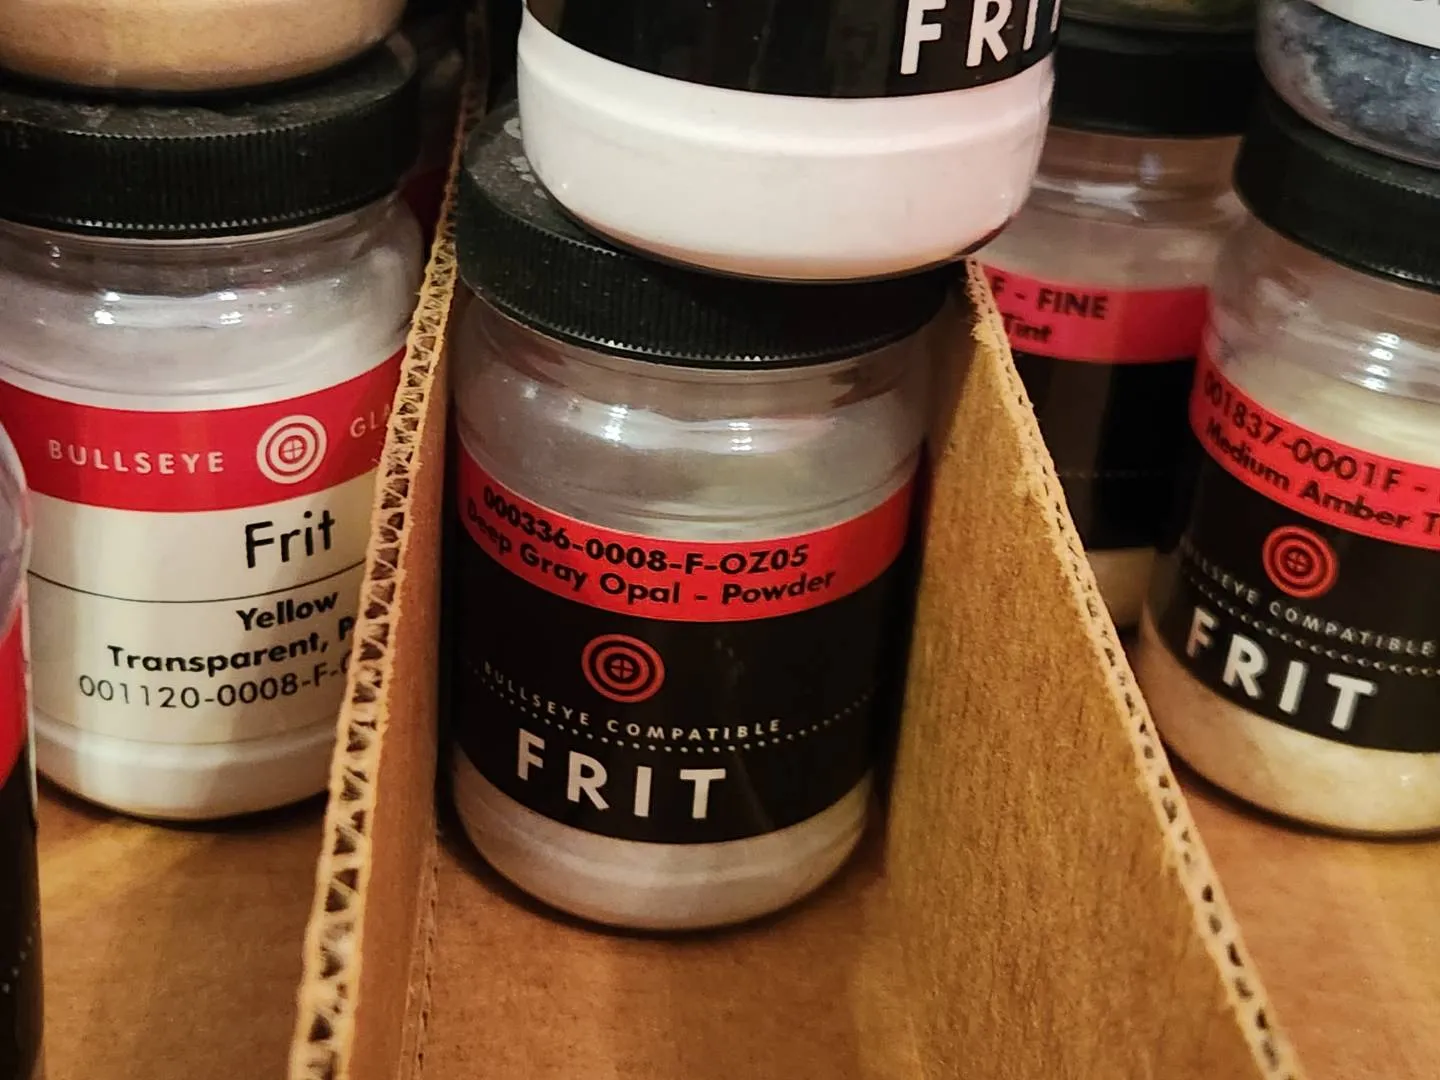 FRI
BULLSEYE GLA
Frit
Yellow
Transparent, P
001120-0008-F-
000336-0008-F-OZ05
Deep Gray Opal - Powder
BULLSEYE COMPATIBLE
FRIT
F - FINE
Tint
001837-0001F -
Medium Amber T
BULLSEYE COMPATIBLE
FRIT